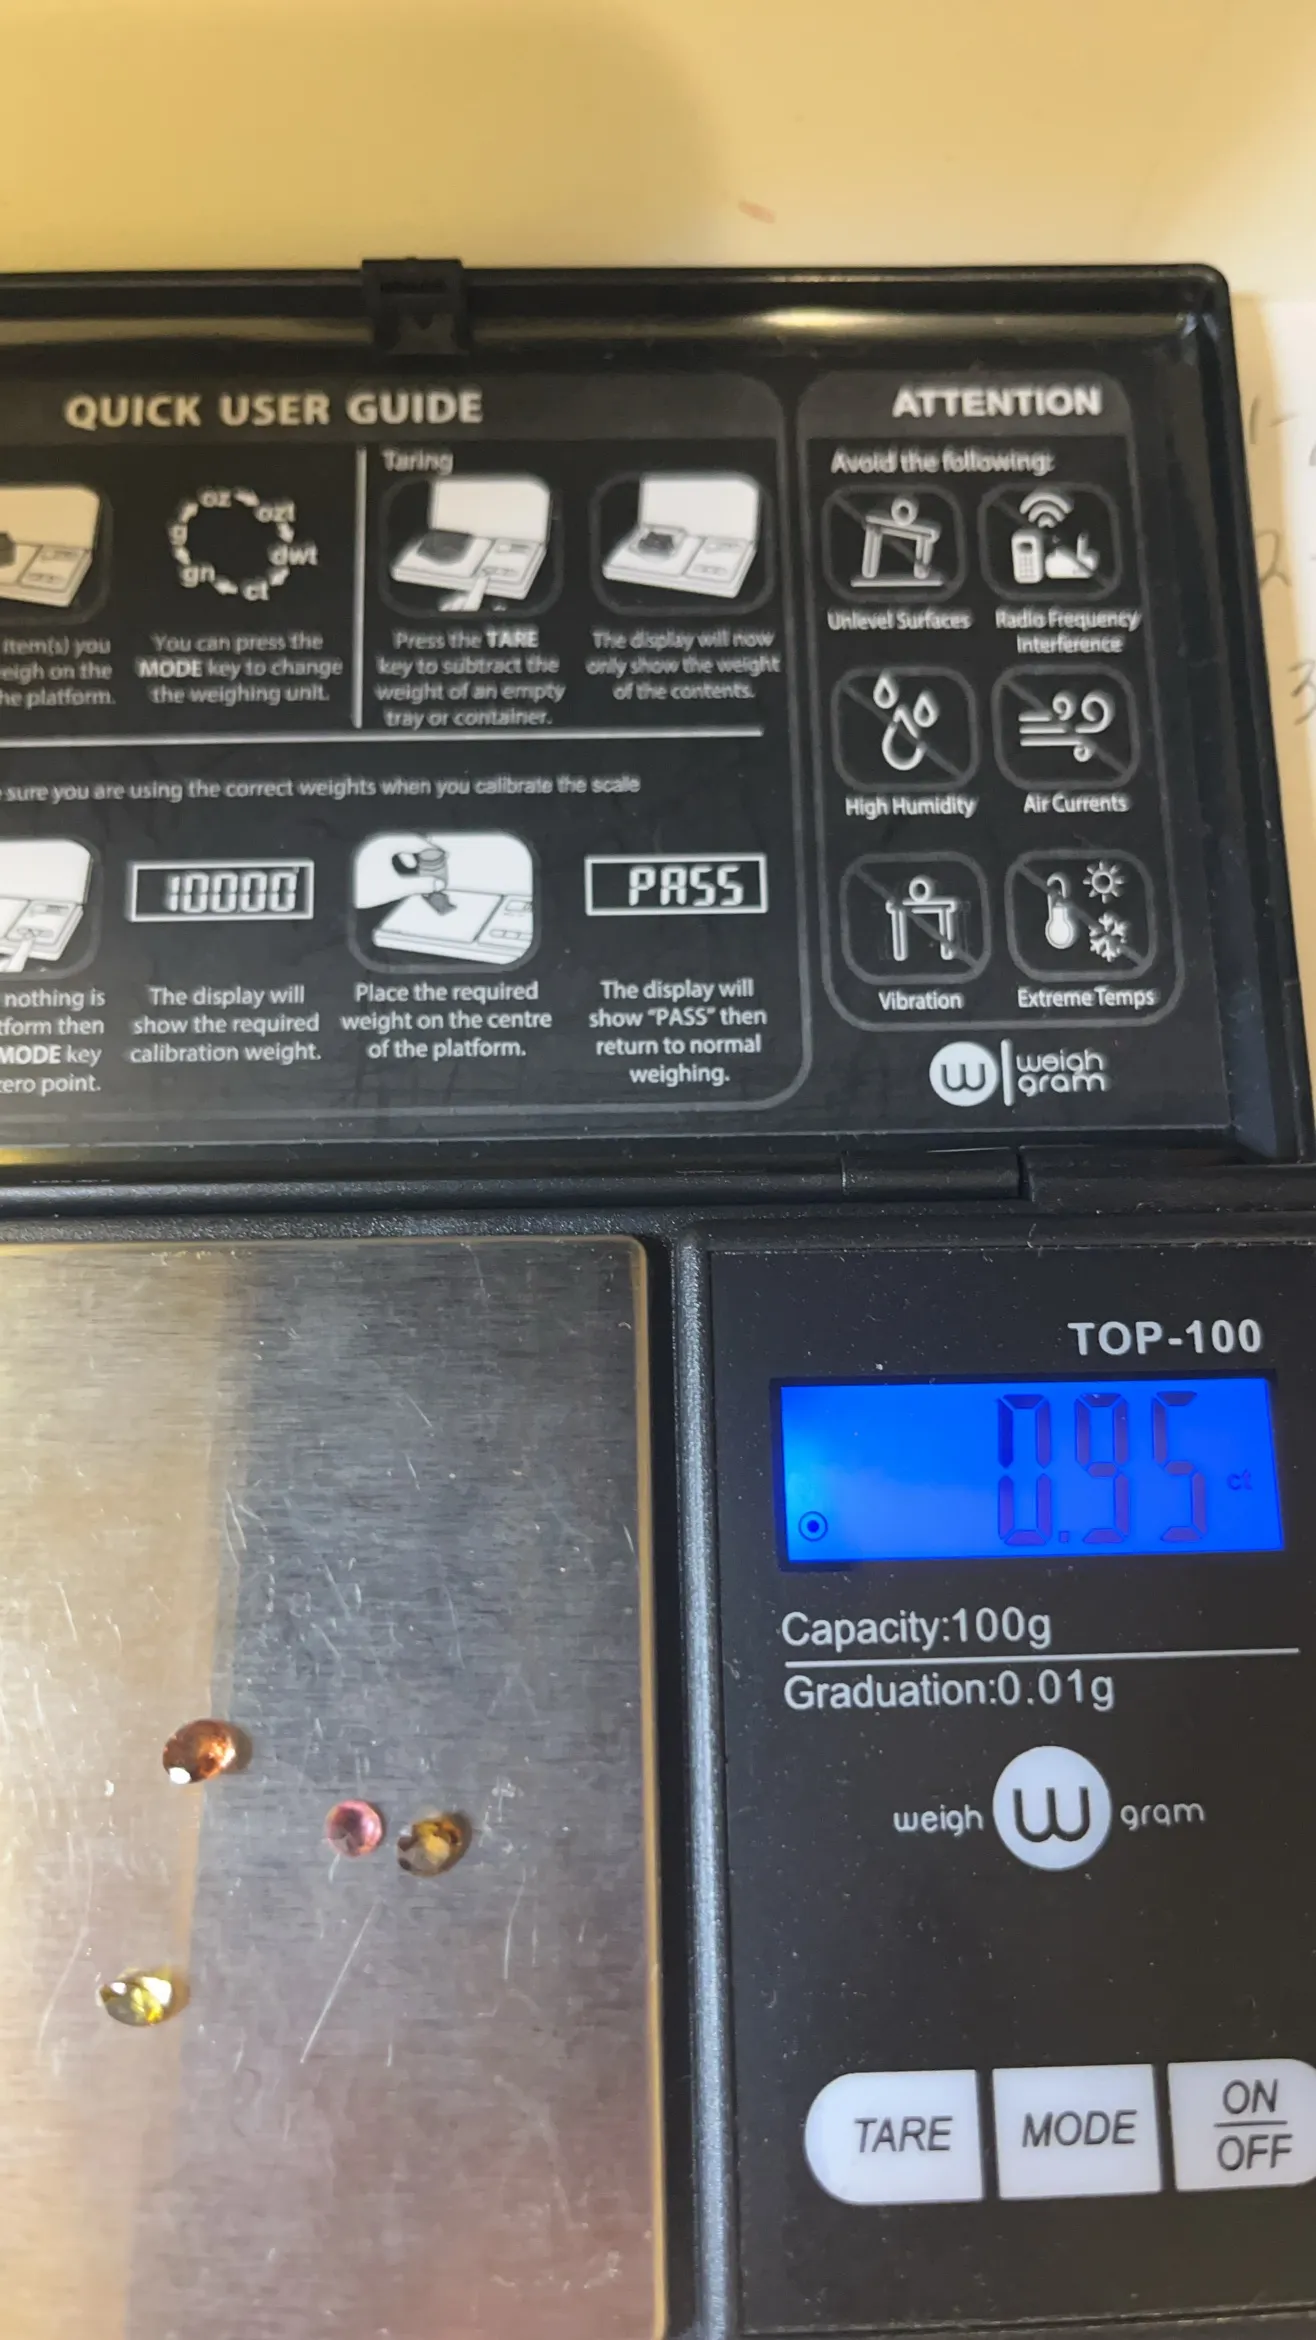 QUICK USER GUIDE
item(s) you
eigh on the
he platform.
oz
ozt
dwt
ct
gn
g
You can press the
MODE key to change
the weighing unit.
Taring
Press the TARE
key to subtract the
weight of an empty
tray or container.
The display will now
only show the weight
of the contents.
sure you are using the correct weights when you calibrate the scale
nothing is
tform then
MODE key
ero point.
100.00
The display will
show the required
calibration weight.
Place the required
weight on the centre
of the platform.
PASS
The display will
show “PASS” then
return to normal
weighing.
ATTENTION
Avoid the following:
Unlevel Surfaces
Radio Frequency
Interference
High Humidity
Air Currents
Vibration
Extreme Temps
W weigh
gram
1-
2
3
TOP-100
0.95 ct
Capacity:100g
Graduation:0.01g
weigh W gram
TARE
MODE
ON
OFF